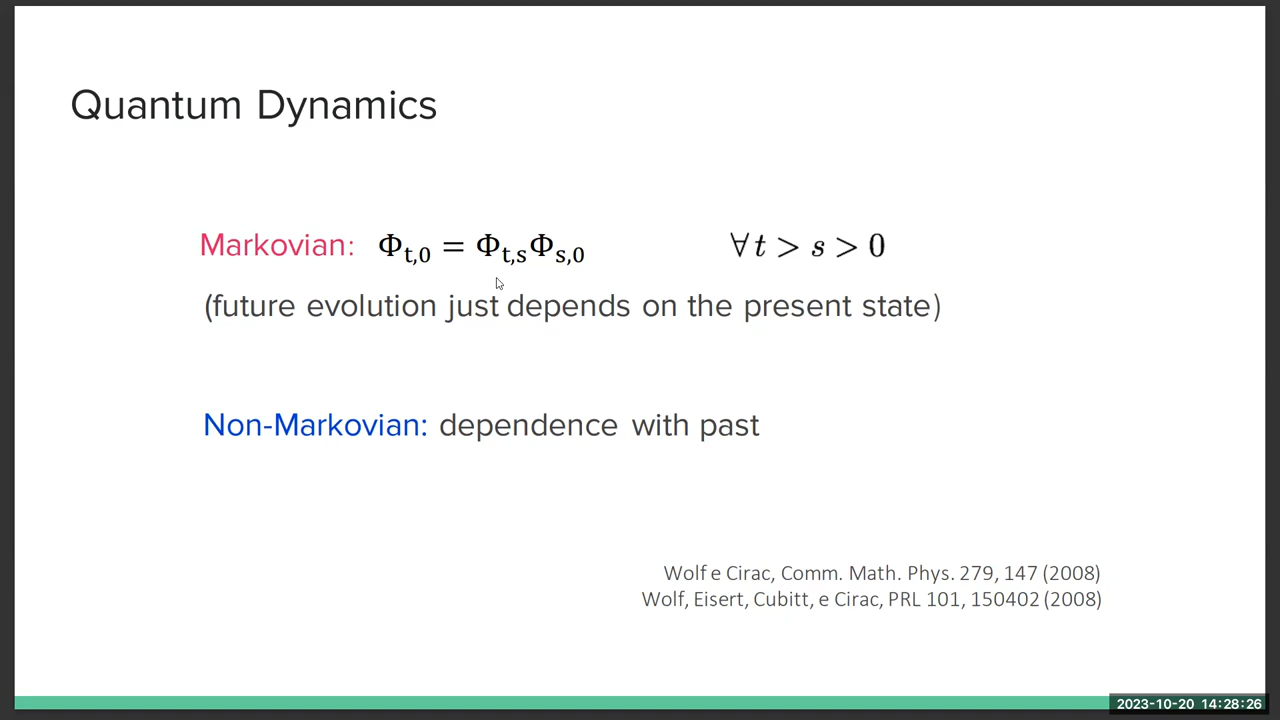 Quantum Dynamics
Markovian: Φt,0 = Φt,sΦs,0 ∀ t > s > 0
(future evolution just depends on the present state)
Non-Markovian: dependence with past
Wolf e Cirac, Comm. Math. Phys. 279, 147 (2008)
Wolf, Eisert, Cubitt, e Cirac, PRL 101, 150402 (2008)
2023-10-20 14:28:26